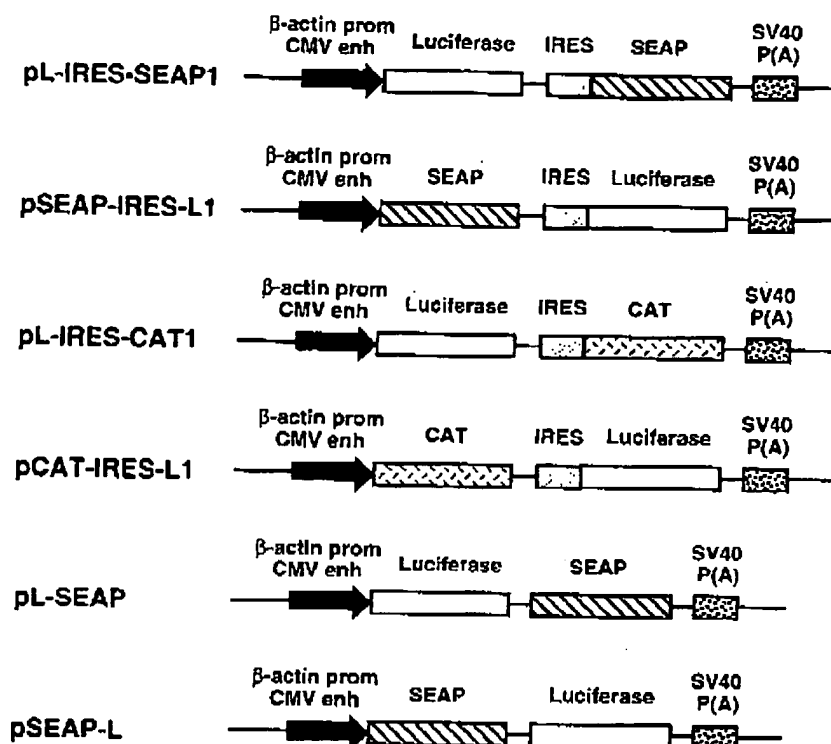 β-actin prom
CMV enh
Luciferase
IRES
SEAP
SV40
P(A)
pL-IRES-SEAP1
β-actin prom
CMV enh
SEAP
IRES
Luciferase
SV40
P(A)
pSEAP-IRES-L1
β-actin prom
CMV enh
Luciferase
IRES
CAT
SV40
P(A)
pL-IRES-CAT1
β-actin prom
CMV enh
CAT
IRES
Luciferase
SV40
P(A)
pCAT-IRES-L1
β-actin prom
CMV enh
Luciferase
SEAP
SV40
P(A)
pL-SEAP
β-actin prom
CMV enh
SEAP
Luciferase
SV40
P(A)
pSEAP-L